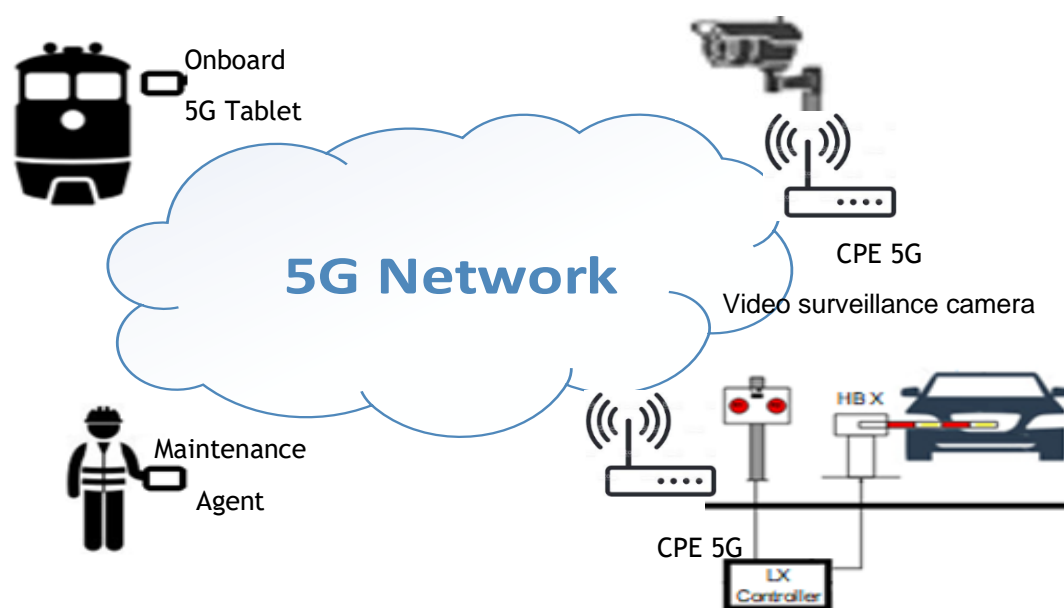 Onboard
5G Tablet
5G Network
CPE 5G
Video surveillance camera
HB X
Maintenance
Agent
CPE 5G
LX
Controller